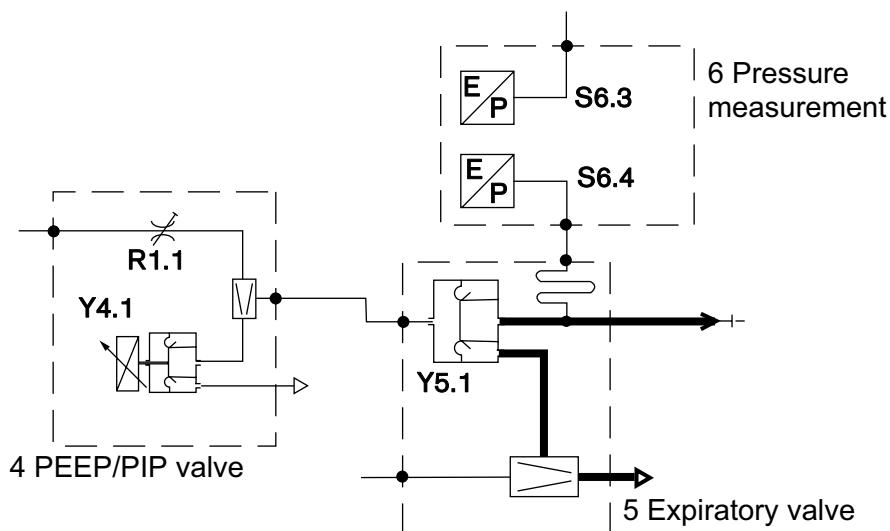 E
P
S6.3
6 Pressure
measurement
E
P
S6.4
R1.1
Y4.1
Y5.1
4 PEEP/PIP valve
5 Expiratory valve